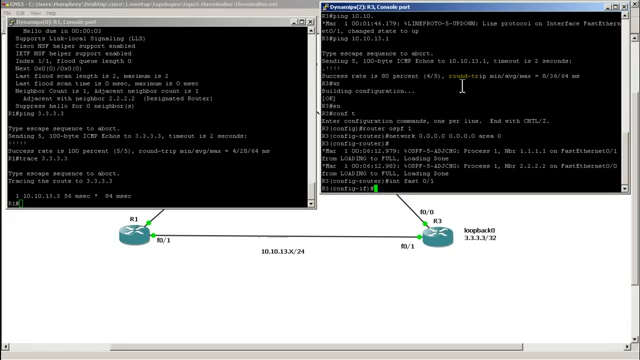 Dynamips(0): R1, Console port
Hello due in 00:00:03
Supports Link-local Signaling (LLS)
Cisco NSF helper support enabled
IETF NSF helper support enabled
Index 1/1, flood queue length 0
Next 0x0(0)/0x0(0)
Last flood scan length is 2, maximum is 2
Last flood scan time is 0 msec, maximum is 0 msec
Neighbor Count is 1, Adjacent neighbor count is 1
Adjacent with neighbor 2.2.2.2 (Designated Router)
Suppress hello for 0 neighbor(s)
R1#ping 3.3.3.3
Type escape sequence to abort.
Sending 5, 100-byte ICMP Echos to 3.3.3.3, timeout is 2 seconds:
!!!!!
Success rate is 100 percent (5/5), round-trip min/avg/max = 4/28/64 ms
R1#trace 3.3.3.3
Type escape sequence to abort.
Tracing the route to 3.3.3.3
1 10.10.13.3 56 msec * 84 msec
R1#
Dynamips(2): R3, Console port
R3#ping 10.10.
*Mar 1 00:01:46.179: %LINEPROTO-5-UPDOWN: Line protocol on Interface FastEthern
et0/1, changed state to up
R3#ping 10.10.13.1
Type escape sequence to abort.
Sending 5, 100-byte ICMP Echos to 10.10.13.1, timeout is 2 seconds:
.!!!!
Success rate is 80 percent (4/5), round-trip min/avg/max = 8/36/64 ms
R3#wr
Building configuration...
[OK]
R3#en
R3#conf t
Enter configuration commands, one per line. End with CNTL/Z.
R3(config)#router ospf 1
R3(config-router)#network 0.0.0.0 0.0.0.0 area 0
R3(config-router)#
*Mar 1 00:06:12.979: %OSPF-5-ADJCHG: Process 1, Nbr 1.1.1.1 on FastEthernet0/1
from LOADING to FULL, Loading Done
*Mar 1 00:06:12.983: %OSPF-5-ADJCHG: Process 1, Nbr 2.2.2.2 on FastEthernet0/0
from LOADING to FULL, Loading Done
R3(config-router)#int fast 0/1
R3(config-if)#
R1
f0/1
10.10.13.X/24
f0/1
f0/0
R3
loopback0
3.3.3.3/32